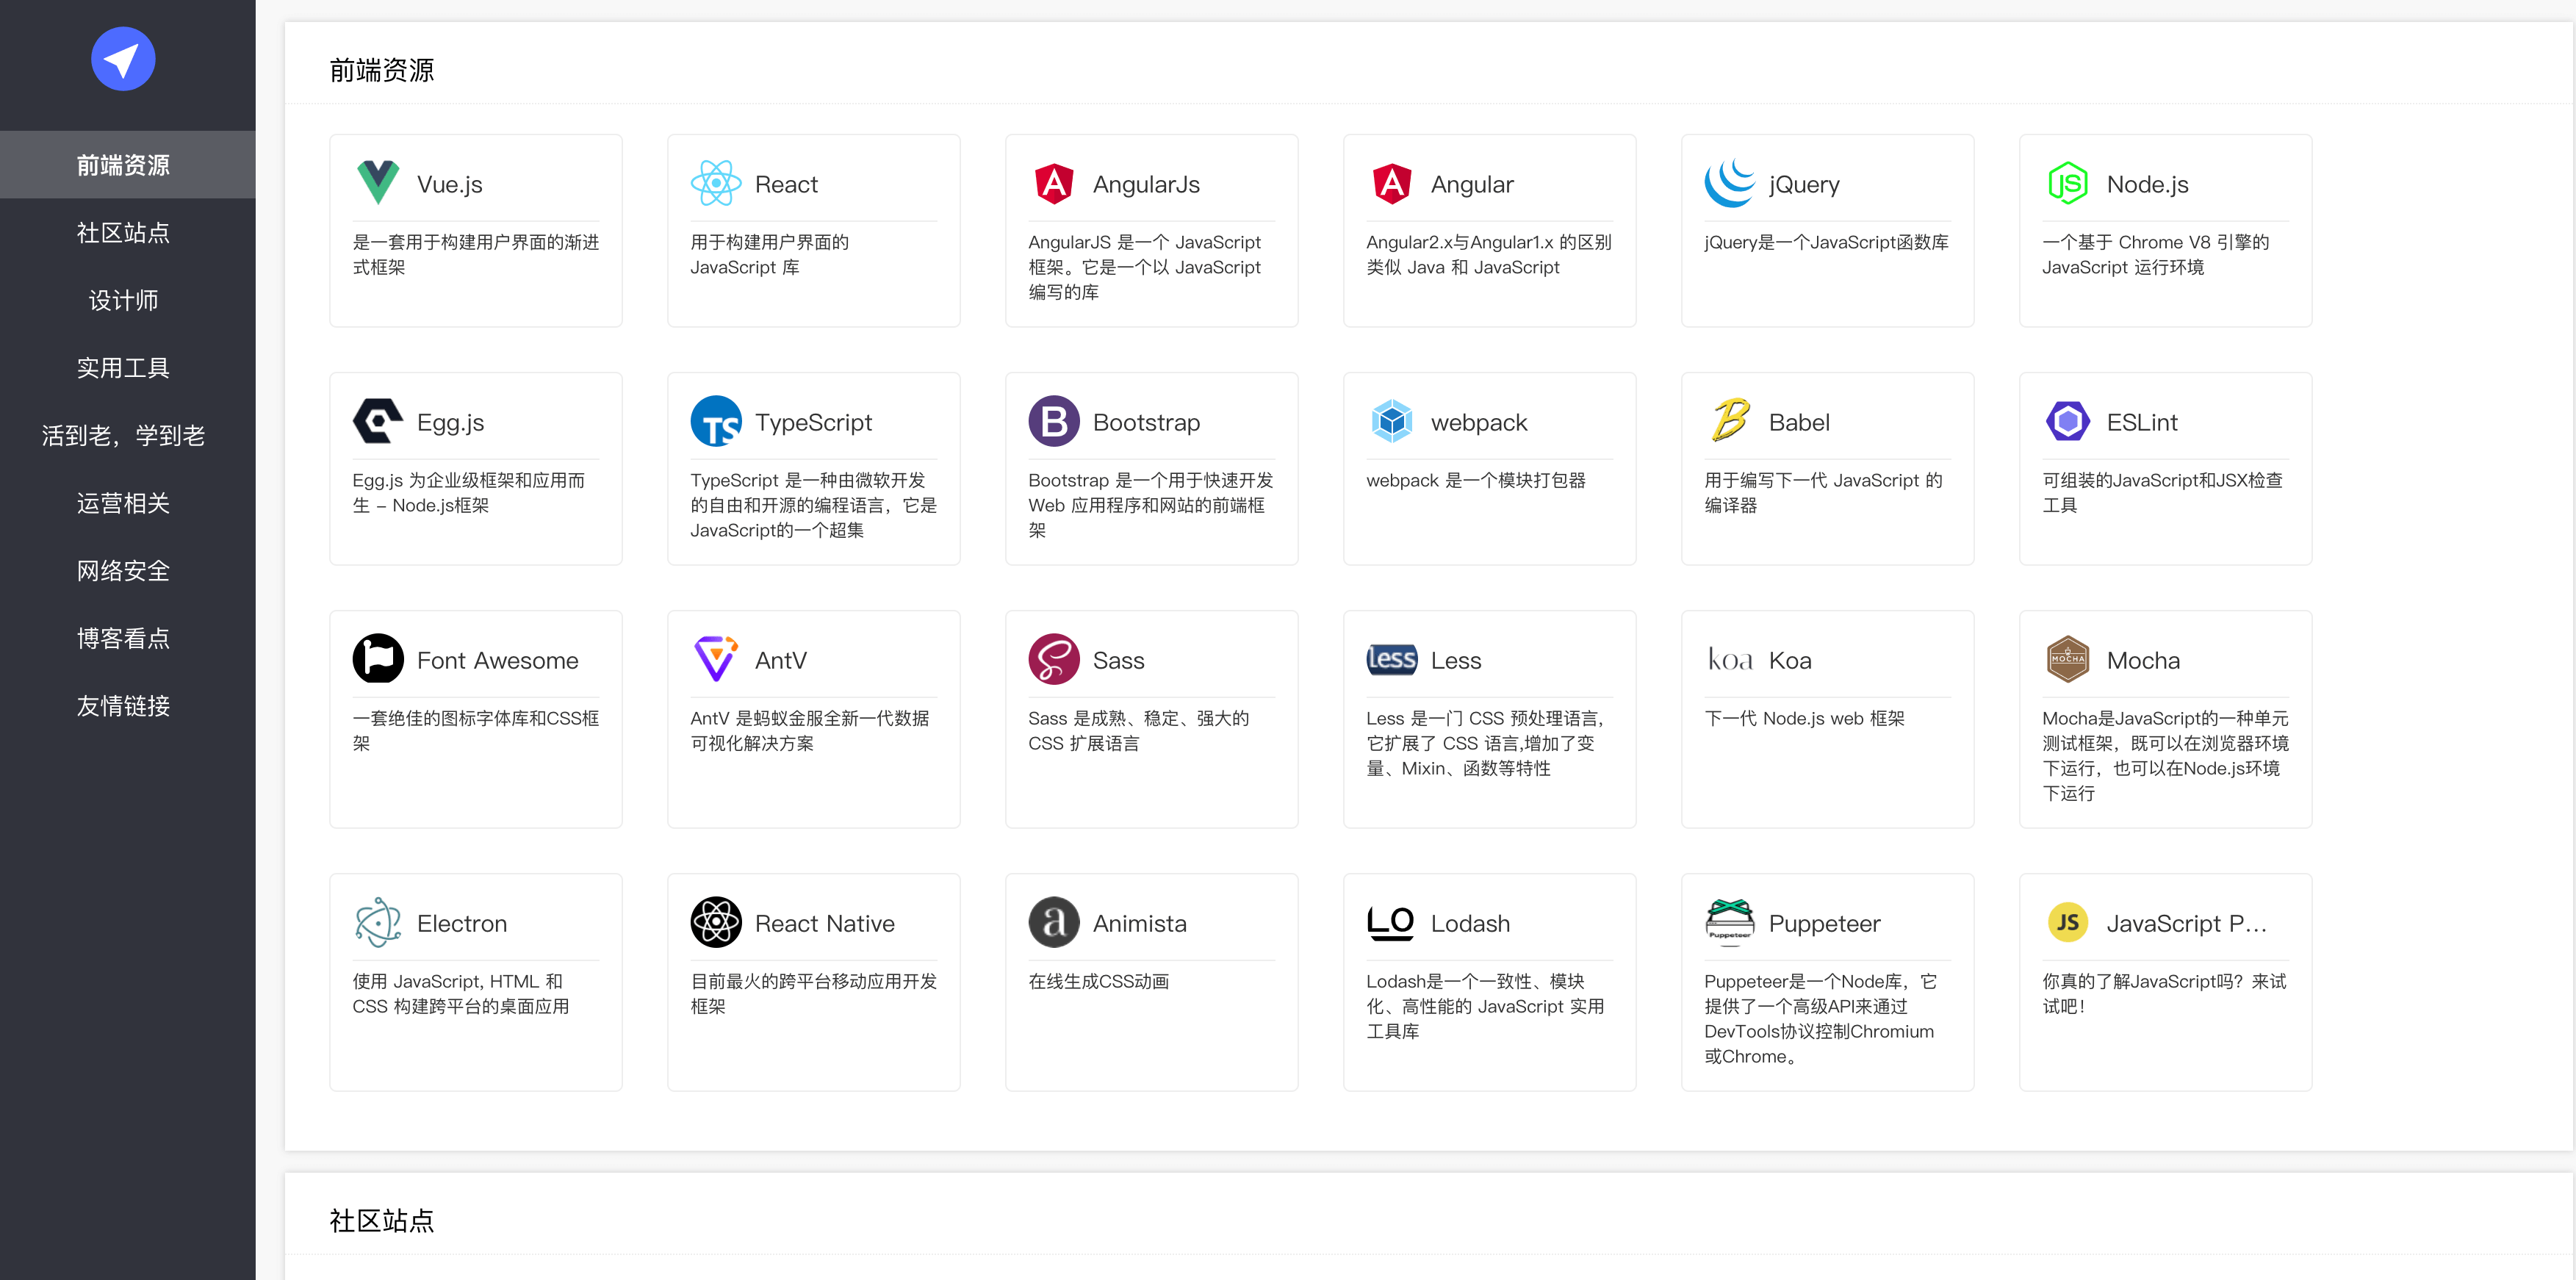 前端资源
社区站点
设计师
实用工具
活到老，学到老
运营相关
网络安全
博客看点
友情链接
前端资源
Vue.js
是一套用于构建用户界面的渐进
式框架
React
用于构建用户界面的
JavaScript 库
AngularJs
AngularJS 是一个 JavaScript
框架。它是一个以 JavaScript
编写的库
Angular
Angular2.x与Angular1.x 的区别
类似 Java 和 JavaScript
jQuery
jQuery是一个JavaScript函数库
JS
Node.js
一个基于 Chrome V8 引擎的
JavaScript 运行环境
Egg.js
Egg.js 为企业级框架和应用而
生 – Node.js框架
TS
TypeScript
TypeScript 是一种由微软开发
的自由和开源的编程语言，它是
JavaScript的一个超集
B
Bootstrap
Bootstrap 是一个用于快速开发
Web 应用程序和网站的前端框
架
webpack
webpack 是一个模块打包器
B
Babel
用于编写下一代 JavaScript 的
编译器
ESLint
可组装的JavaScript和JSX检查
工具
Font Awesome
一套绝佳的图标字体库和CSS框
架
AntV
AntV 是蚂蚁金服全新一代数据
可视化解决方案
Sass
Sass 是成熟、稳定、强大的
CSS 扩展语言
less
Less
Less 是一门 CSS 预处理语言,
它扩展了 CSS 语言,增加了变
量、Mixin、函数等特性
koa
Koa
下一代 Node.js web 框架
MOCHA
Mocha
Mocha是JavaScript的一种单元
测试框架，既可以在浏览器环境
下运行，也可以在Node.js环境
下运行
Electron
使用 JavaScript, HTML 和
CSS 构建跨平台的桌面应用
React Native
目前最火的跨平台移动应用开发
框架
a
Animista
在线生成CSS动画
LO
Lodash
Lodash是一个一致性、模块
化、高性能的 JavaScript 实用
工具库
Puppeteer
Puppeteer
Puppeteer是一个Node库，它
提供了一个高级API来通过
DevTools协议控制Chromium
或Chrome。
JS
JavaScript P...
你真的了解JavaScript吗？来试
试吧！
社区站点